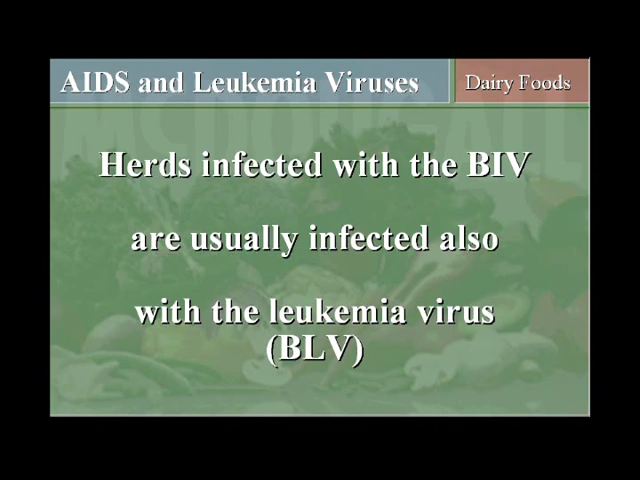 AIDS and Leukemia Viruses
Dairy Foods
McDOUGALL
Herds infected with the BIV
are usually infected also
with the leukemia virus
(BLV)